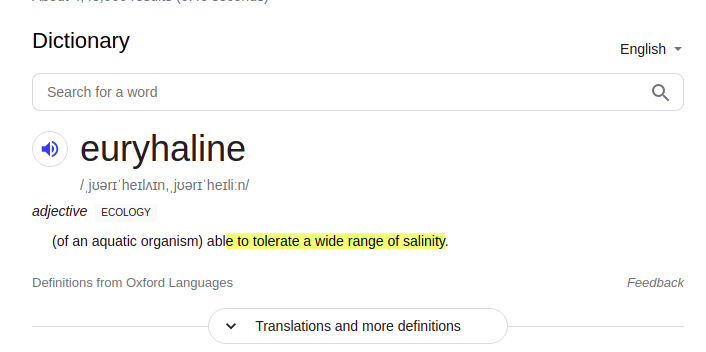 Dictionary
English
Search for a word
euryhaline
/ˌjʊərɪˈheɪlʌɪn,ˌjʊərɪˈheɪliːn/
adjective ECOLOGY
(of an aquatic organism) able to tolerate a wide range of salinity.
Definitions from Oxford Languages
Feedback
Translations and more definitions